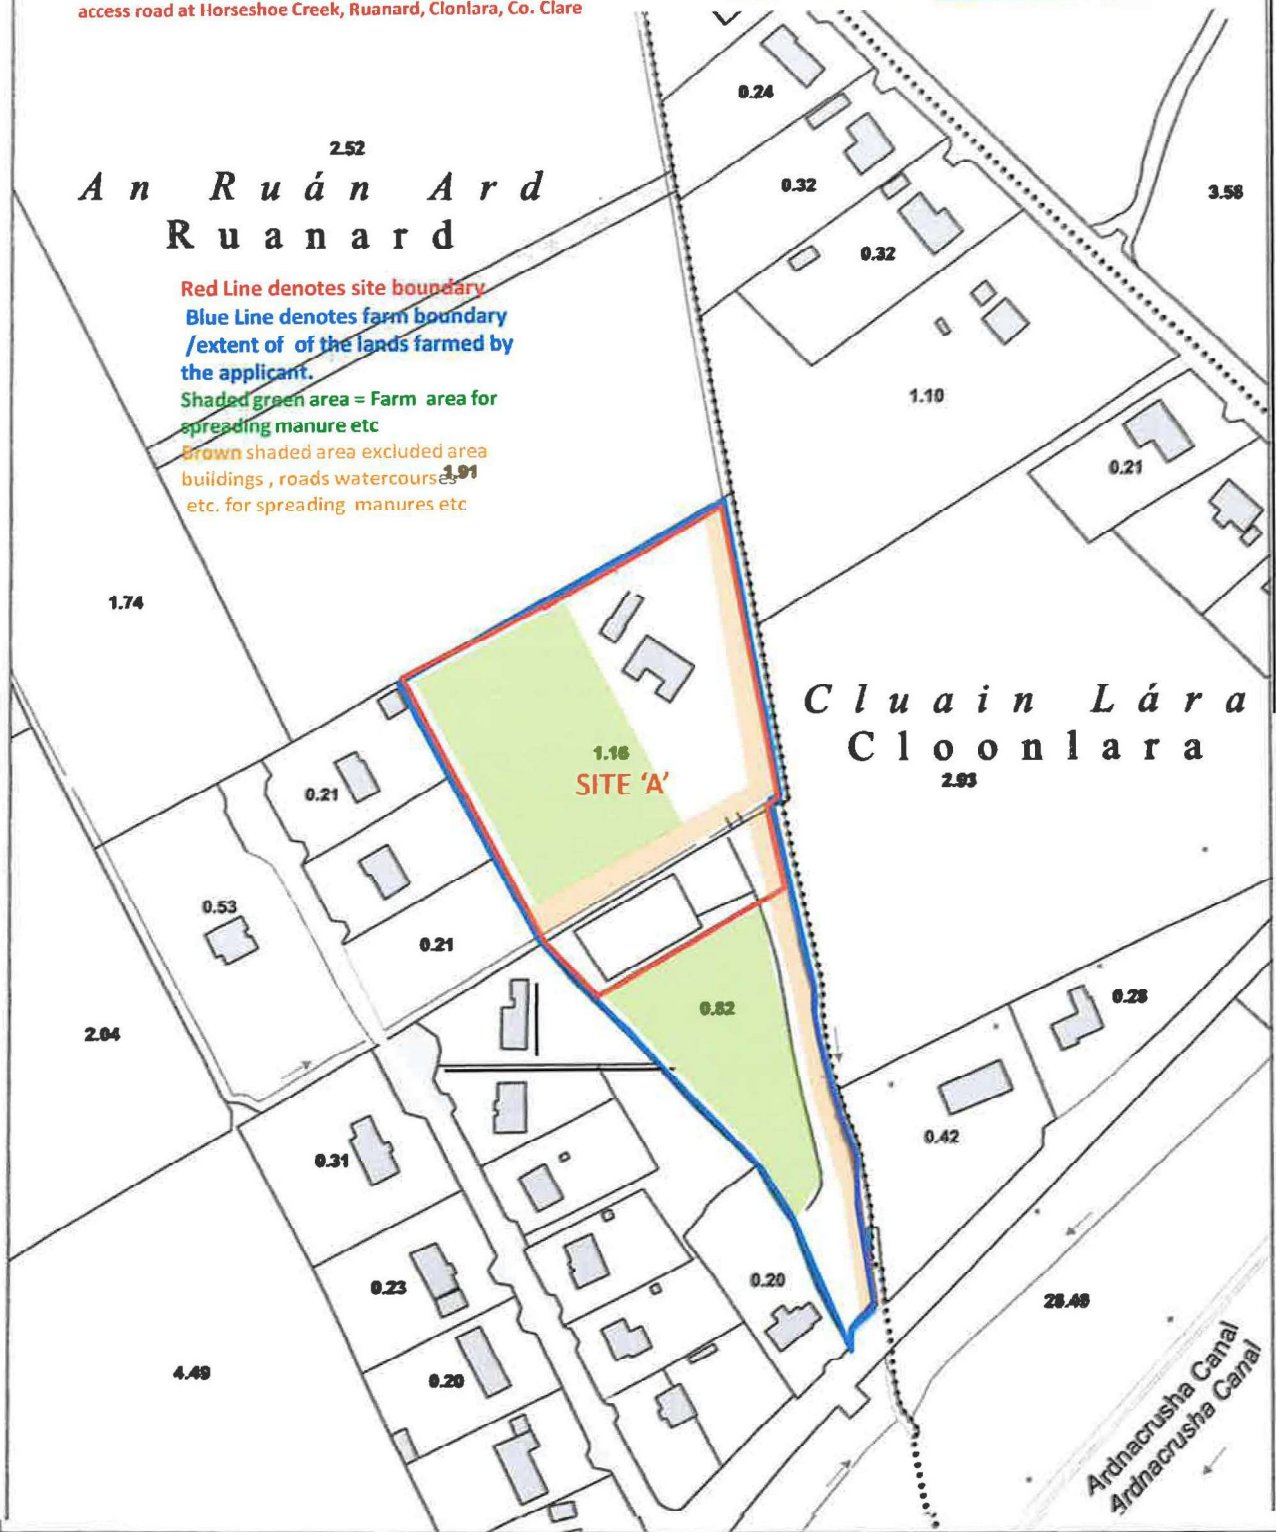 access road at Horseshoe Creek, Ruanard, Clonlara, Co. Clare
0.24
2.52
An Ruán Ard
Ruanard
0.32
3.58
0.32
Red Line denotes site boundary
Blue Line denotes farm boundary
/extent of of the lands farmed by
the applicant.
Shaded green area = Farm area for
spreading manure etc
Brown shaded area excluded area
buildings , roads watercourses
1.91
etc. for spreading manures etc
1.10
0.21
1.74
Cluain Lára
Cloonlara
2.93
1.16
SITE 'A'
0.21
0.53
0.21
0.28
0.82
2.04
0.42
0.31
0.23
0.20
28.48
4.49
0.20
Ardnacrusha Canal
Ardnacrusha Canal